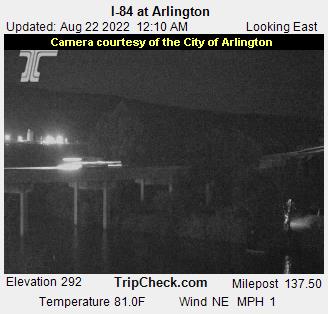 I-84 at Arlington
Updated: Aug 22 2022 12:10 AM Looking East
Camera courtesy of the City of Arlington
Elevation 292 TripCheck.com Milepost 137.50
Temperature 81.0F Wind NE MPH 1